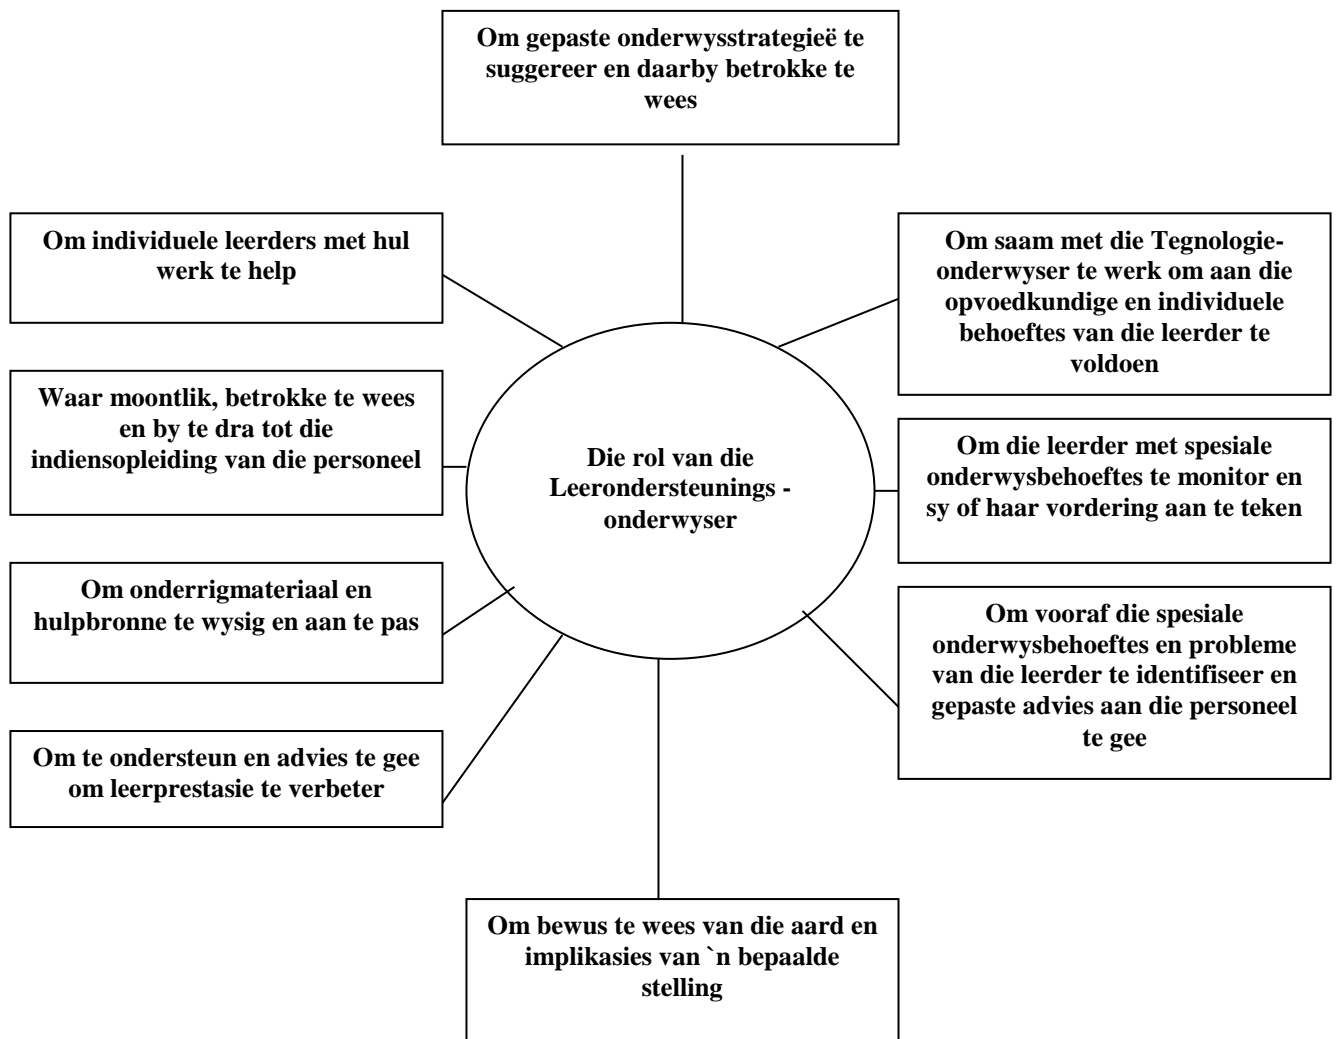 Om gepaste onderwysstrategieë te
suggereer en daarby betrokke te
wees
Om individuele leerders met hul
werk te help
Om saam met die Tegnologie-
onderwyser te werk om aan die
opvoedkundige en individuele
behoeftes van die leerder te
voldoen
Waar moontlik, betrokke te wees
en by te dra tot die
indiensopleiding van die personeel
Die rol van die
Leerondersteunings -
onderwyser
Om die leerder met spesiale
onderwysbehoeftes te monitor en
sy of haar vordering aan te teken
Om onderrigmateriaal en
hulpbronne te wysig en aan te pas
Om vooraf die spesiale
onderwysbehoeftes en probleme
van die leerder te identifiseer en
gepaste advies aan die personeel
te gee
Om te ondersteun en advies te gee
om leerprestasie te verbeter
Om bewus te wees van die aard en
implikasies van `n bepaalde
stelling